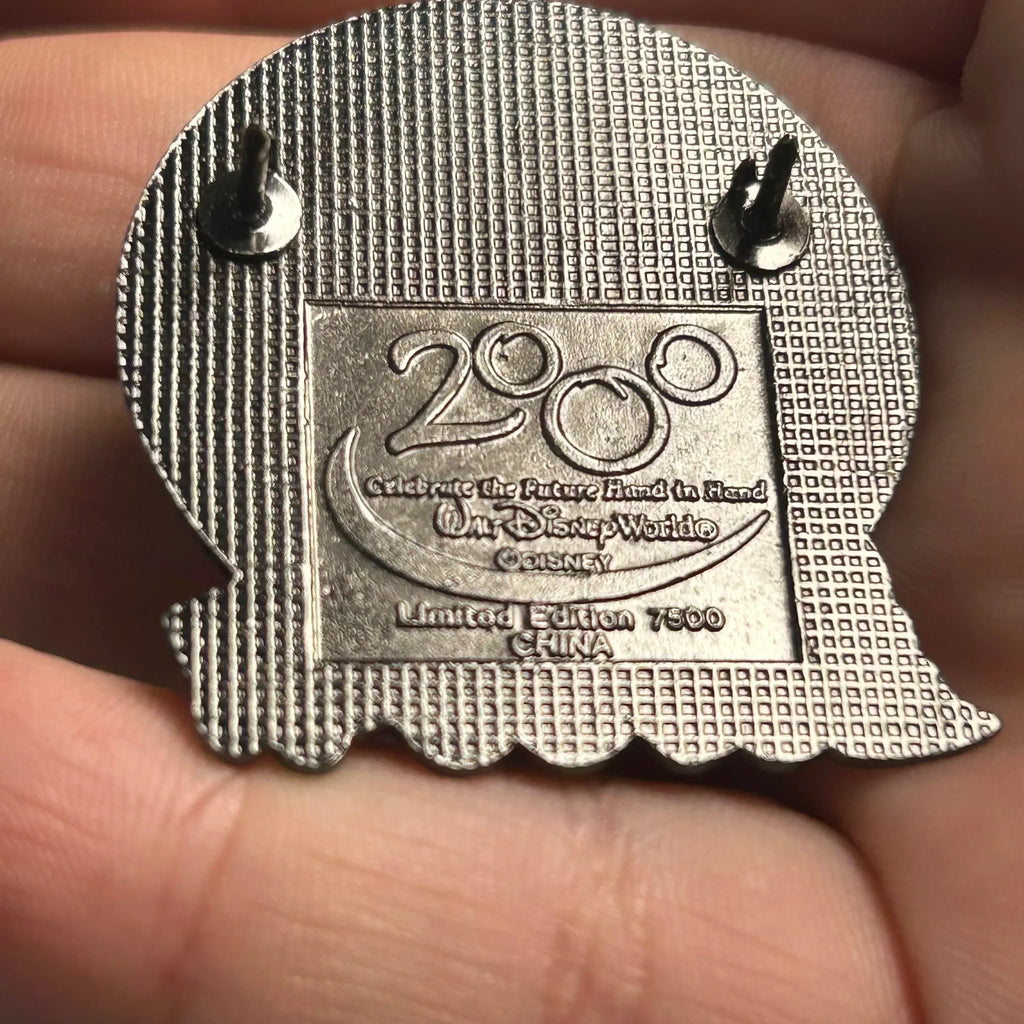 2000
Celebrate the Future Hand in Hand
Walt Disney World®
©DISNEY
Limited Edition 7500
CHINA